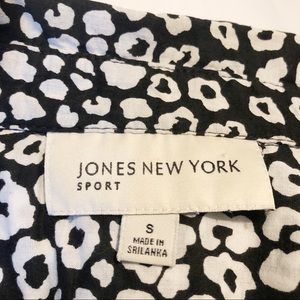 JONES NEW YORK
SPORT
S
MADE IN
SRILANKA